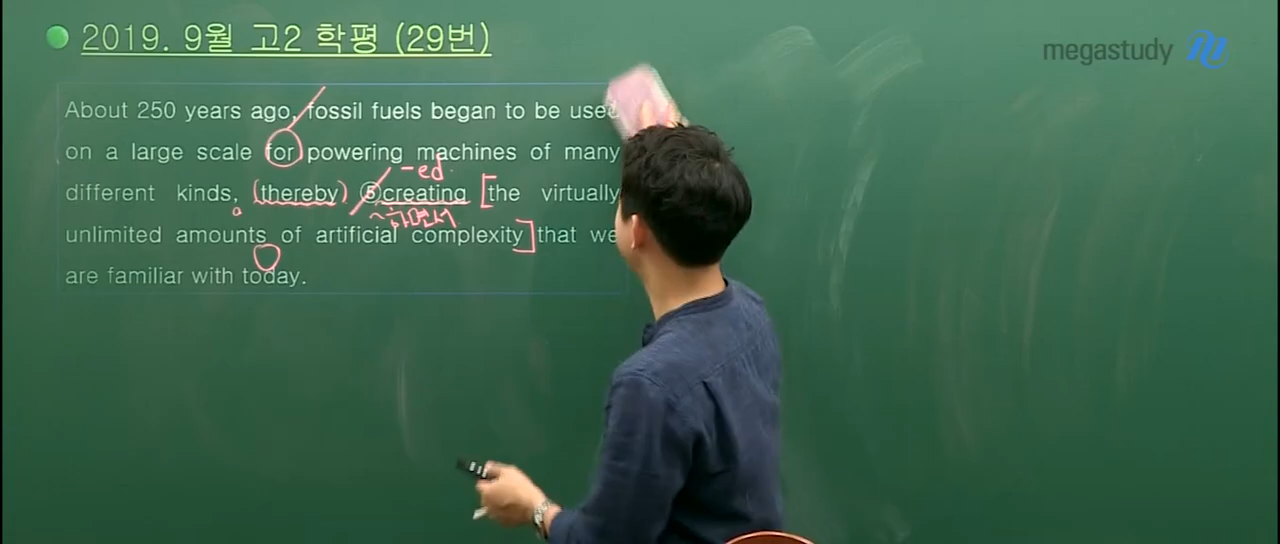 2019. 9월 고2 학평 (29번)
megastudy
About 250 years ago, fossil fuels began to be used
on a large scale for powering machines of many
-ed
different kinds, (thereby) ⑤creating [the virtually
~하면서
unlimited amounts of artificial complexity] that we
are familiar with today.